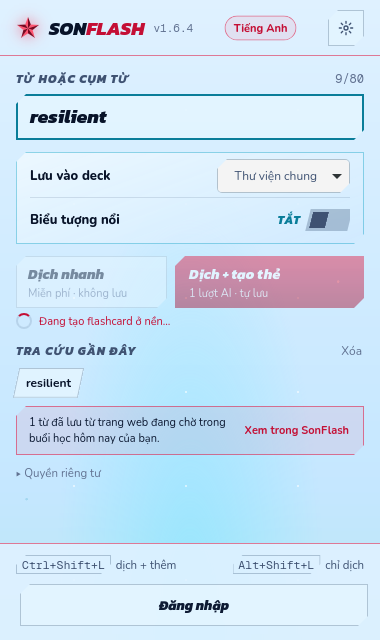 SONFLASH v1.6.4 Tiếng Anh
TỪ HOẶC CỤM TỪ 9/80
resilient
Lưu vào deck Thư viện chung
Biểu tượng nổi TẮT
Dịch nhanh
Miễn phí · không lưu
Dịch + tạo thẻ
1 lượt AI · tự lưu
Đang tạo flashcard ở nền...
TRA CỨU GẦN ĐÂY Xóa
resilient
1 từ đã lưu từ trang web đang chờ trong
buổi học hôm nay của bạn.
Xem trong SonFlash
▸ Quyền riêng tư
Ctrl+Shift+L dịch + thêm Alt+Shift+L chỉ dịch
Đăng nhập